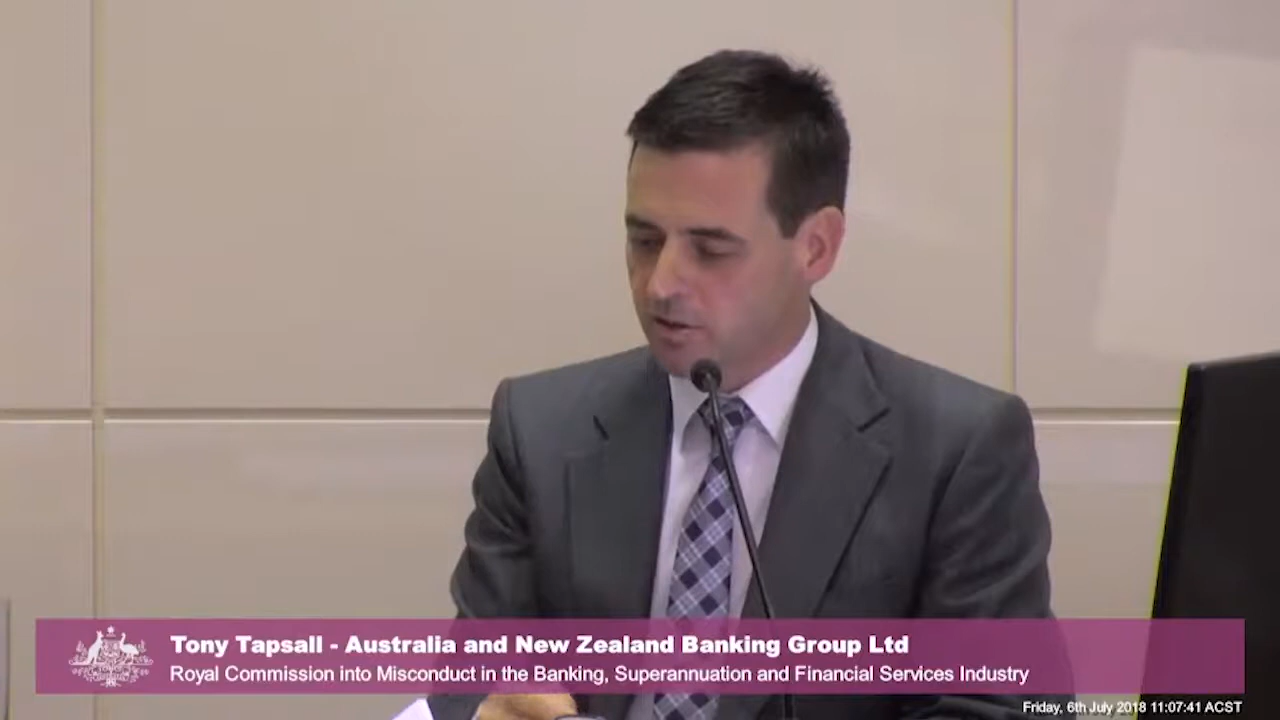 Tony Tapsall - Australia and New Zealand Banking Group Ltd
Royal Commission into Misconduct in the Banking, Superannuation and Financial Services Industry
Friday, 6th July 2018 11:07:41 ACST